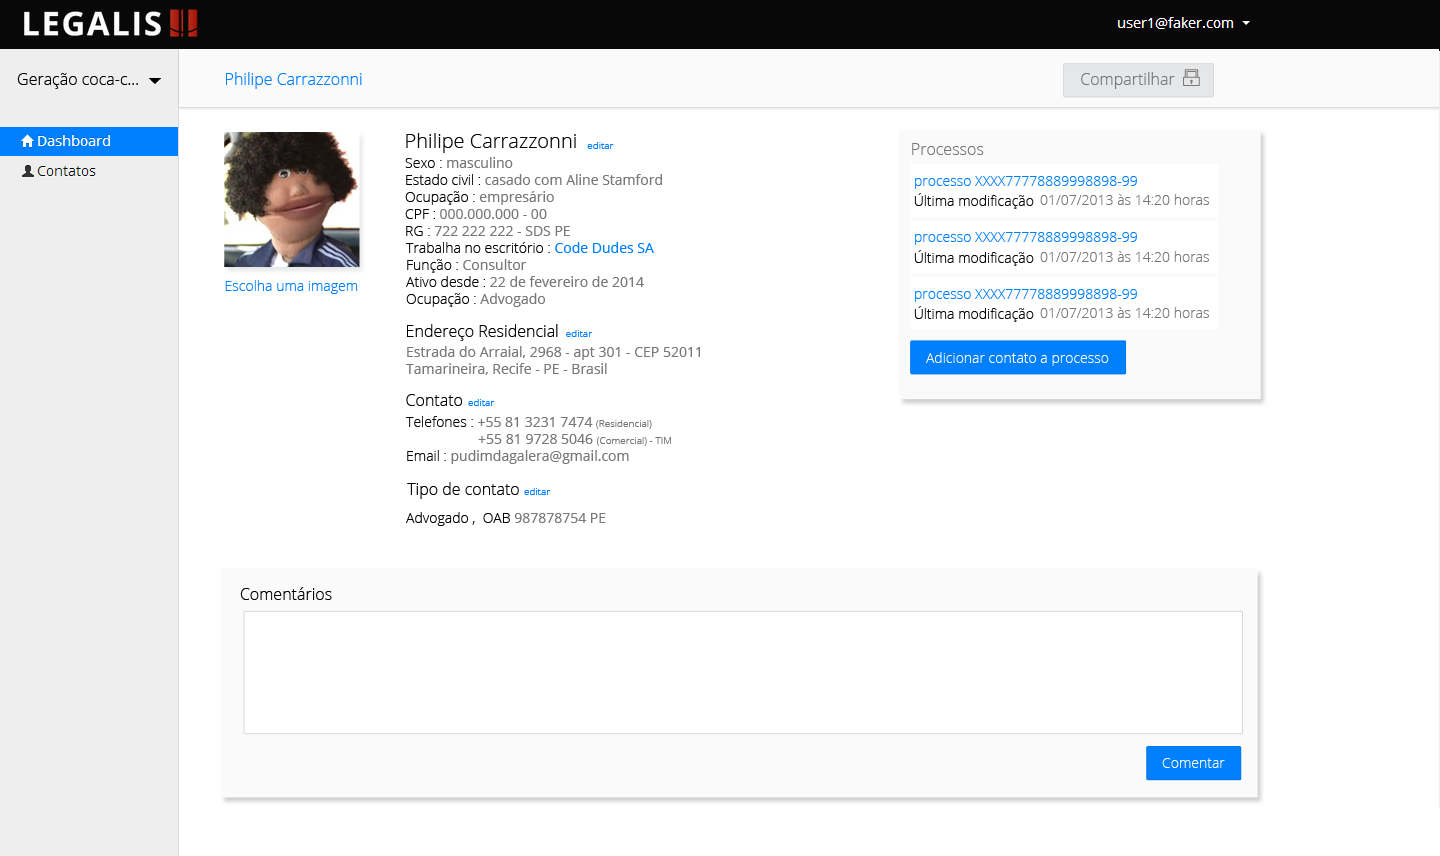 LEGALIS
user1@faker.com
Geração coca-c...
Dashboard
Contatos
Philipe Carrazzonni
Compartilhar
Escolha uma imagem
Philipe Carrazzonni editar
Sexo : masculino
Estado civil : casado com Aline Stamford
Ocupação : empresário
CPF : 000.000.000 - 00
RG : 722 222 222 - SDS PE
Trabalha no escritório : Code Dudes SA
Função : Consultor
Ativo desde : 22 de fevereiro de 2014
Ocupação : Advogado
Endereço Residencial editar
Estrada do Arraial, 2968 - apt 301 - CEP 52011
Tamarineira, Recife - PE - Brasil
Contato editar
Telefones : +55 81 3231 7474 (Residencial)
+55 81 9728 5046 (Comercial) - TIM
Email : pudimdagalera@gmail.com
Tipo de contato editar
Advogado , OAB 987878754 PE
Processos
processo XXXX77778889998898-99
Última modificação 01/07/2013 às 14:20 horas
processo XXXX77778889998898-99
Última modificação 01/07/2013 às 14:20 horas
processo XXXX77778889998898-99
Última modificação 01/07/2013 às 14:20 horas
Adicionar contato a processo
Comentários
Comentar